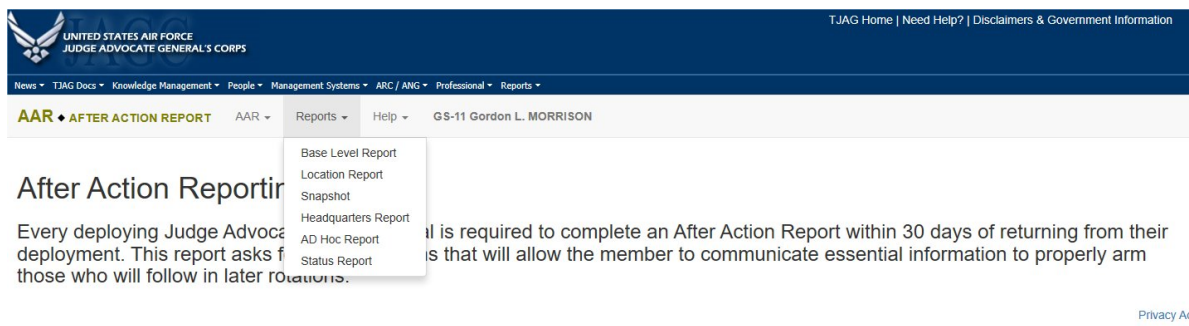 TJAG Home | Need Help? | Disclaimers & Government Information
UNITED STATES AIR FORCE
JUDGE ADVOCATE GENERAL'S CORPS
News TJAG Docs Knowledge Management People Management Systems ARC / ANG Professional Reports
AAR ◆ AFTER ACTION REPORT AAR Reports Help GS-11 Gordon L. MORRISON
Base Level Report
Location Report
Snapshot
Headquarters Report
AD Hoc Report
Status Report
After Action Reportin
Every deploying Judge Advoca l is required to complete an After Action Report within 30 days of returning from their
deployment. This report asks f s that will allow the member to communicate essential information to properly arm
those who will follow in later rotations.
Privacy Ac